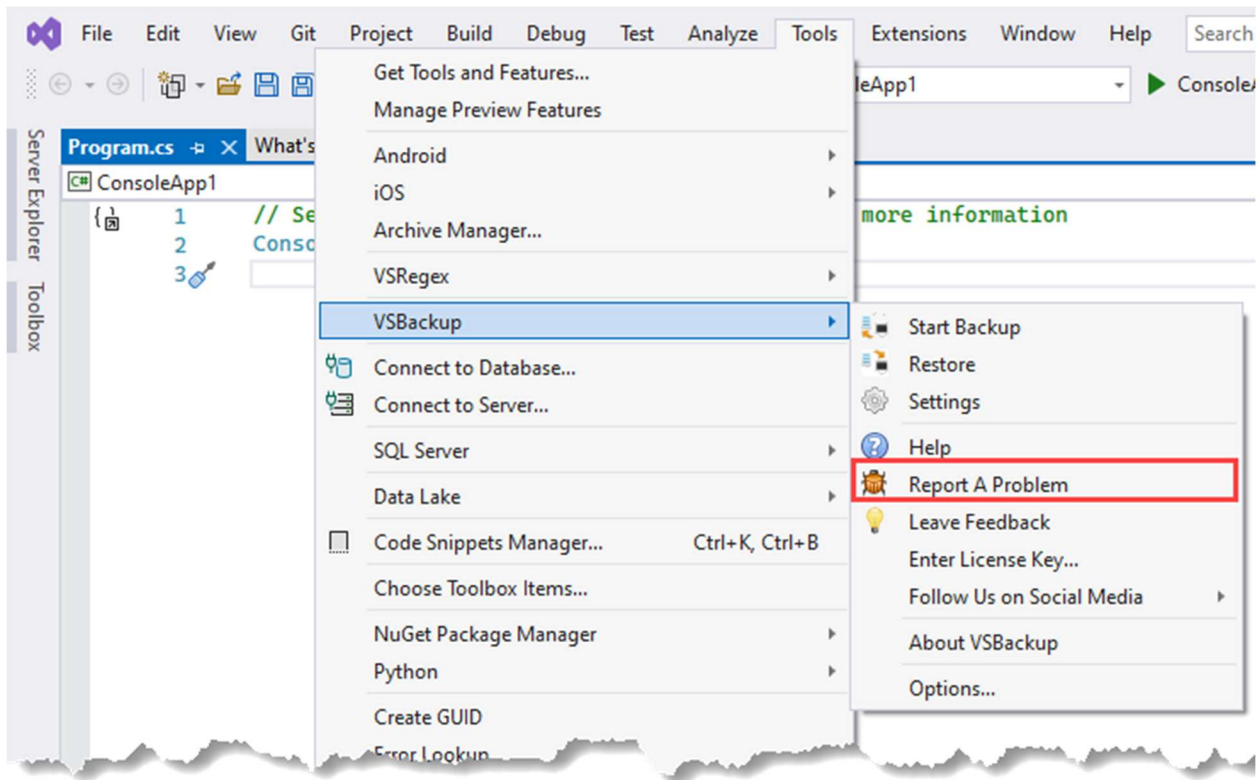 File Edit View Git Project Build Debug Test Analyze Tools Extensions Window Help Search
Get Tools and Features...
Manage Preview Features
Android
iOS
Archive Manager...
VSRegex
VSBackup
Connect to Database...
Connect to Server...
SQL Server
Data Lake
Code Snippets Manager... Ctrl+K, Ctrl+B
Choose Toolbox Items...
NuGet Package Manager
Python
Create GUID
Error Lookup
Start Backup
Restore
Settings
Help
Report A Problem
Leave Feedback
Enter License Key...
Follow Us on Social Media
About VSBackup
Options...
leApp1
ConsoleA
Server Explorer
Toolbox
Program.cs
What's
C# ConsoleApp1
1 // Se more information
2 Conso
3